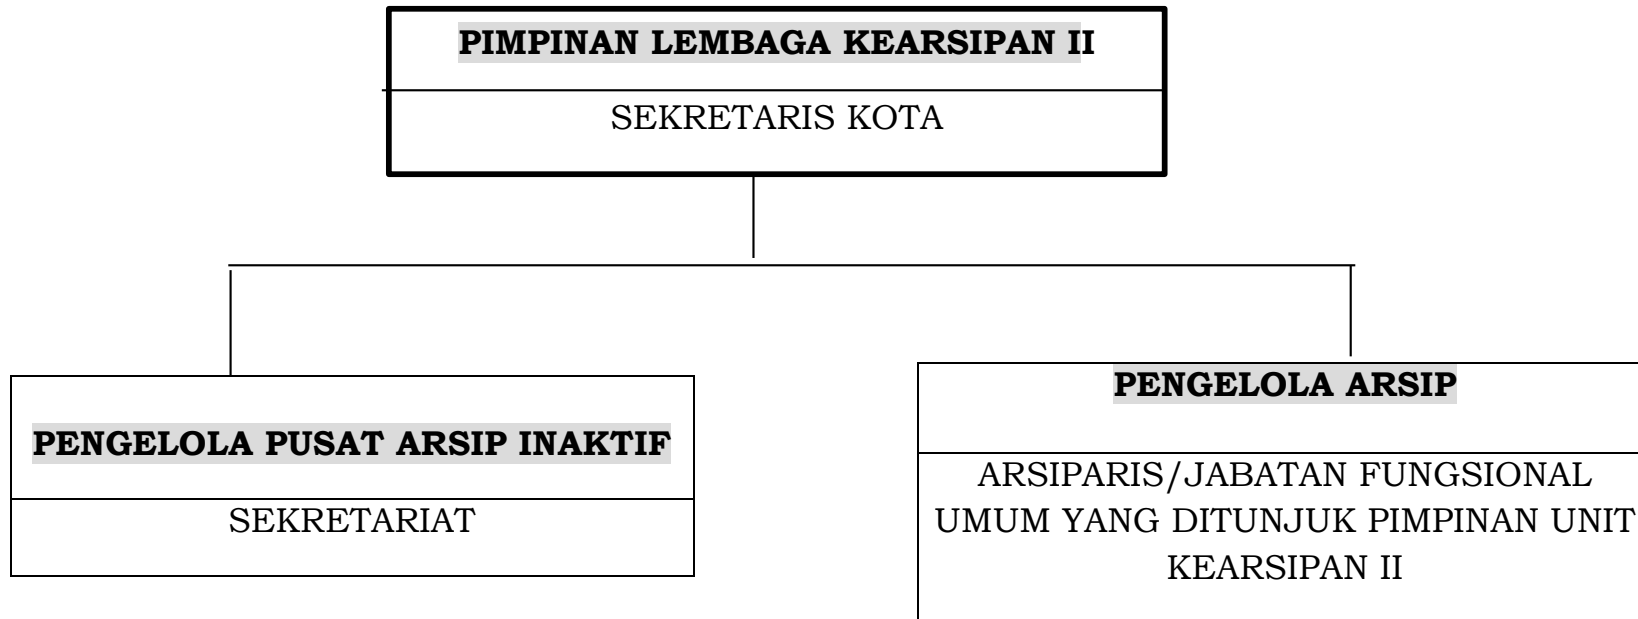 PIMPINAN LEMBAGA KEARSIPAN II
SEKRETARIS KOTA
PENGELOLA PUSAT ARSIP INAKTIF
SEKRETARIAT
PENGELOLA ARSIP
ARSIPARIS/JABATAN FUNGSIONAL
UMUM YANG DITUNJUK PIMPINAN UNIT
KEARSIPAN II